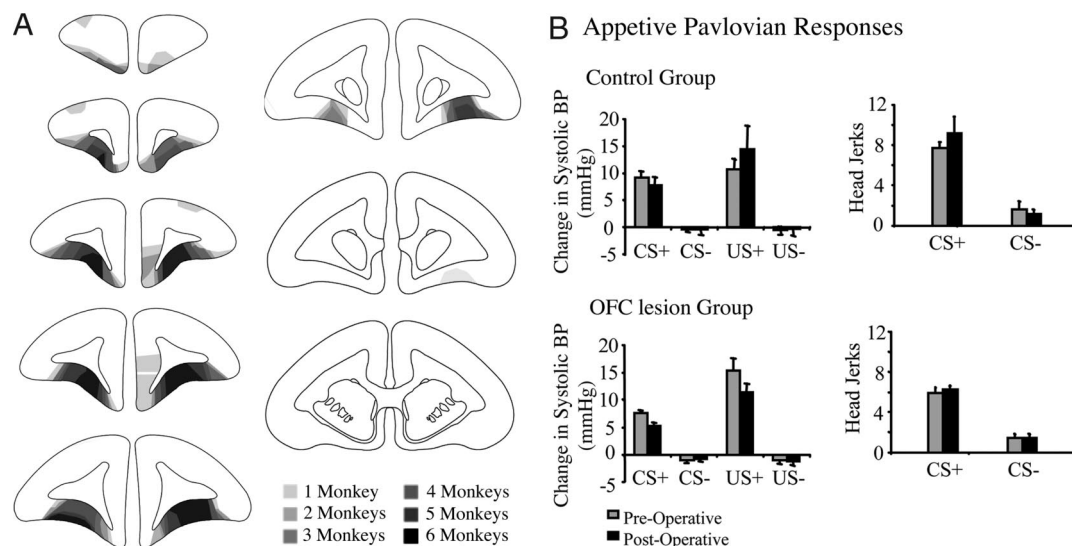 A
1 Monkey
2 Monkeys
3 Monkeys
4 Monkeys
5 Monkeys
6 Monkeys
B Appetive Pavlovian Responses
Control Group
Change in Systolic BP
(mmHg)
20
15
10
5
0
-5
CS+ CS- US+ US-
Head Jerks
12
8
4
0
CS+ CS-
OFC lesion Group
Change in Systolic BP
(mmHg)
20
15
10
5
0
-5
CS+ CS- US+ US-
Head Jerks
12
8
4
0
CS+ CS-
Pre-Operative
Post-Operative